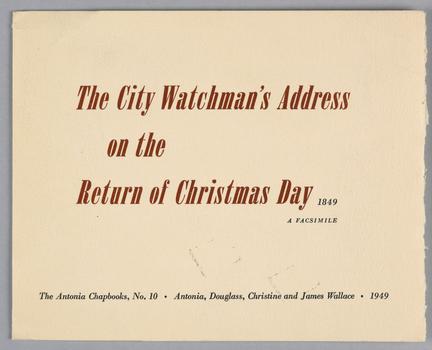 The City Watchman's Address
on the
Return of Christmas Day 1849
A FACSIMILE
The Antonia Chapbooks, No. 10 • Antonia, Douglass, Christine and James Wallace • 1949